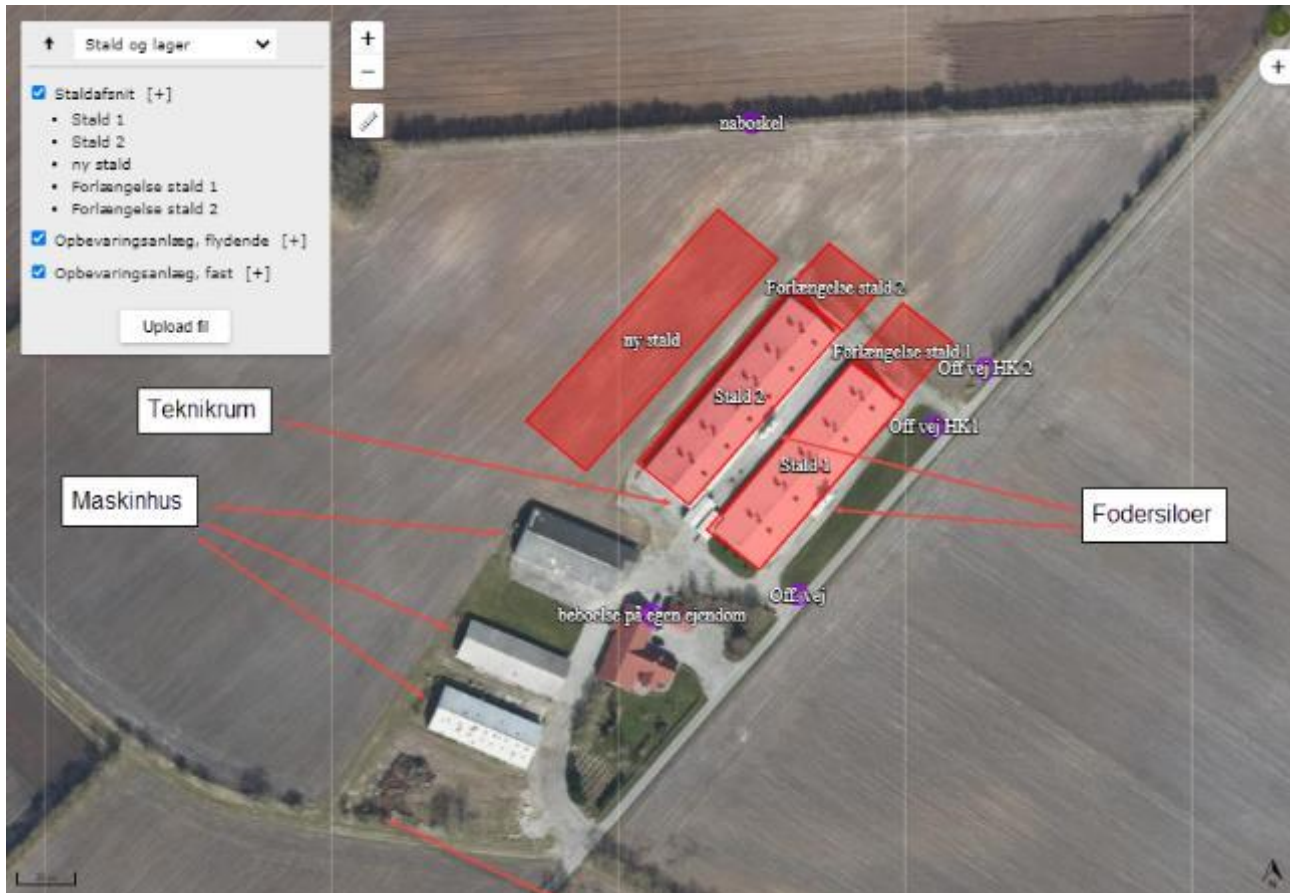 Stald og lager
Staldafsnit [+]
Stald 1
Stald 2
ny stald
Forlængelse stald 1
Forlængelse stald 2
Opbevaringsanlæg, flydende [+]
Opbevaringsanlæg, fast [+]
Upload fil
+
−
+
naboskel
Forlængelse stald 2
ny stald
Forlængelse stald 1
Off vej HK 2
Stald 2
Teknikrum
Off vej HK1
Stald 1
Maskinhus
Fodersiloer
Off. vej
beboelse på egen ejendom